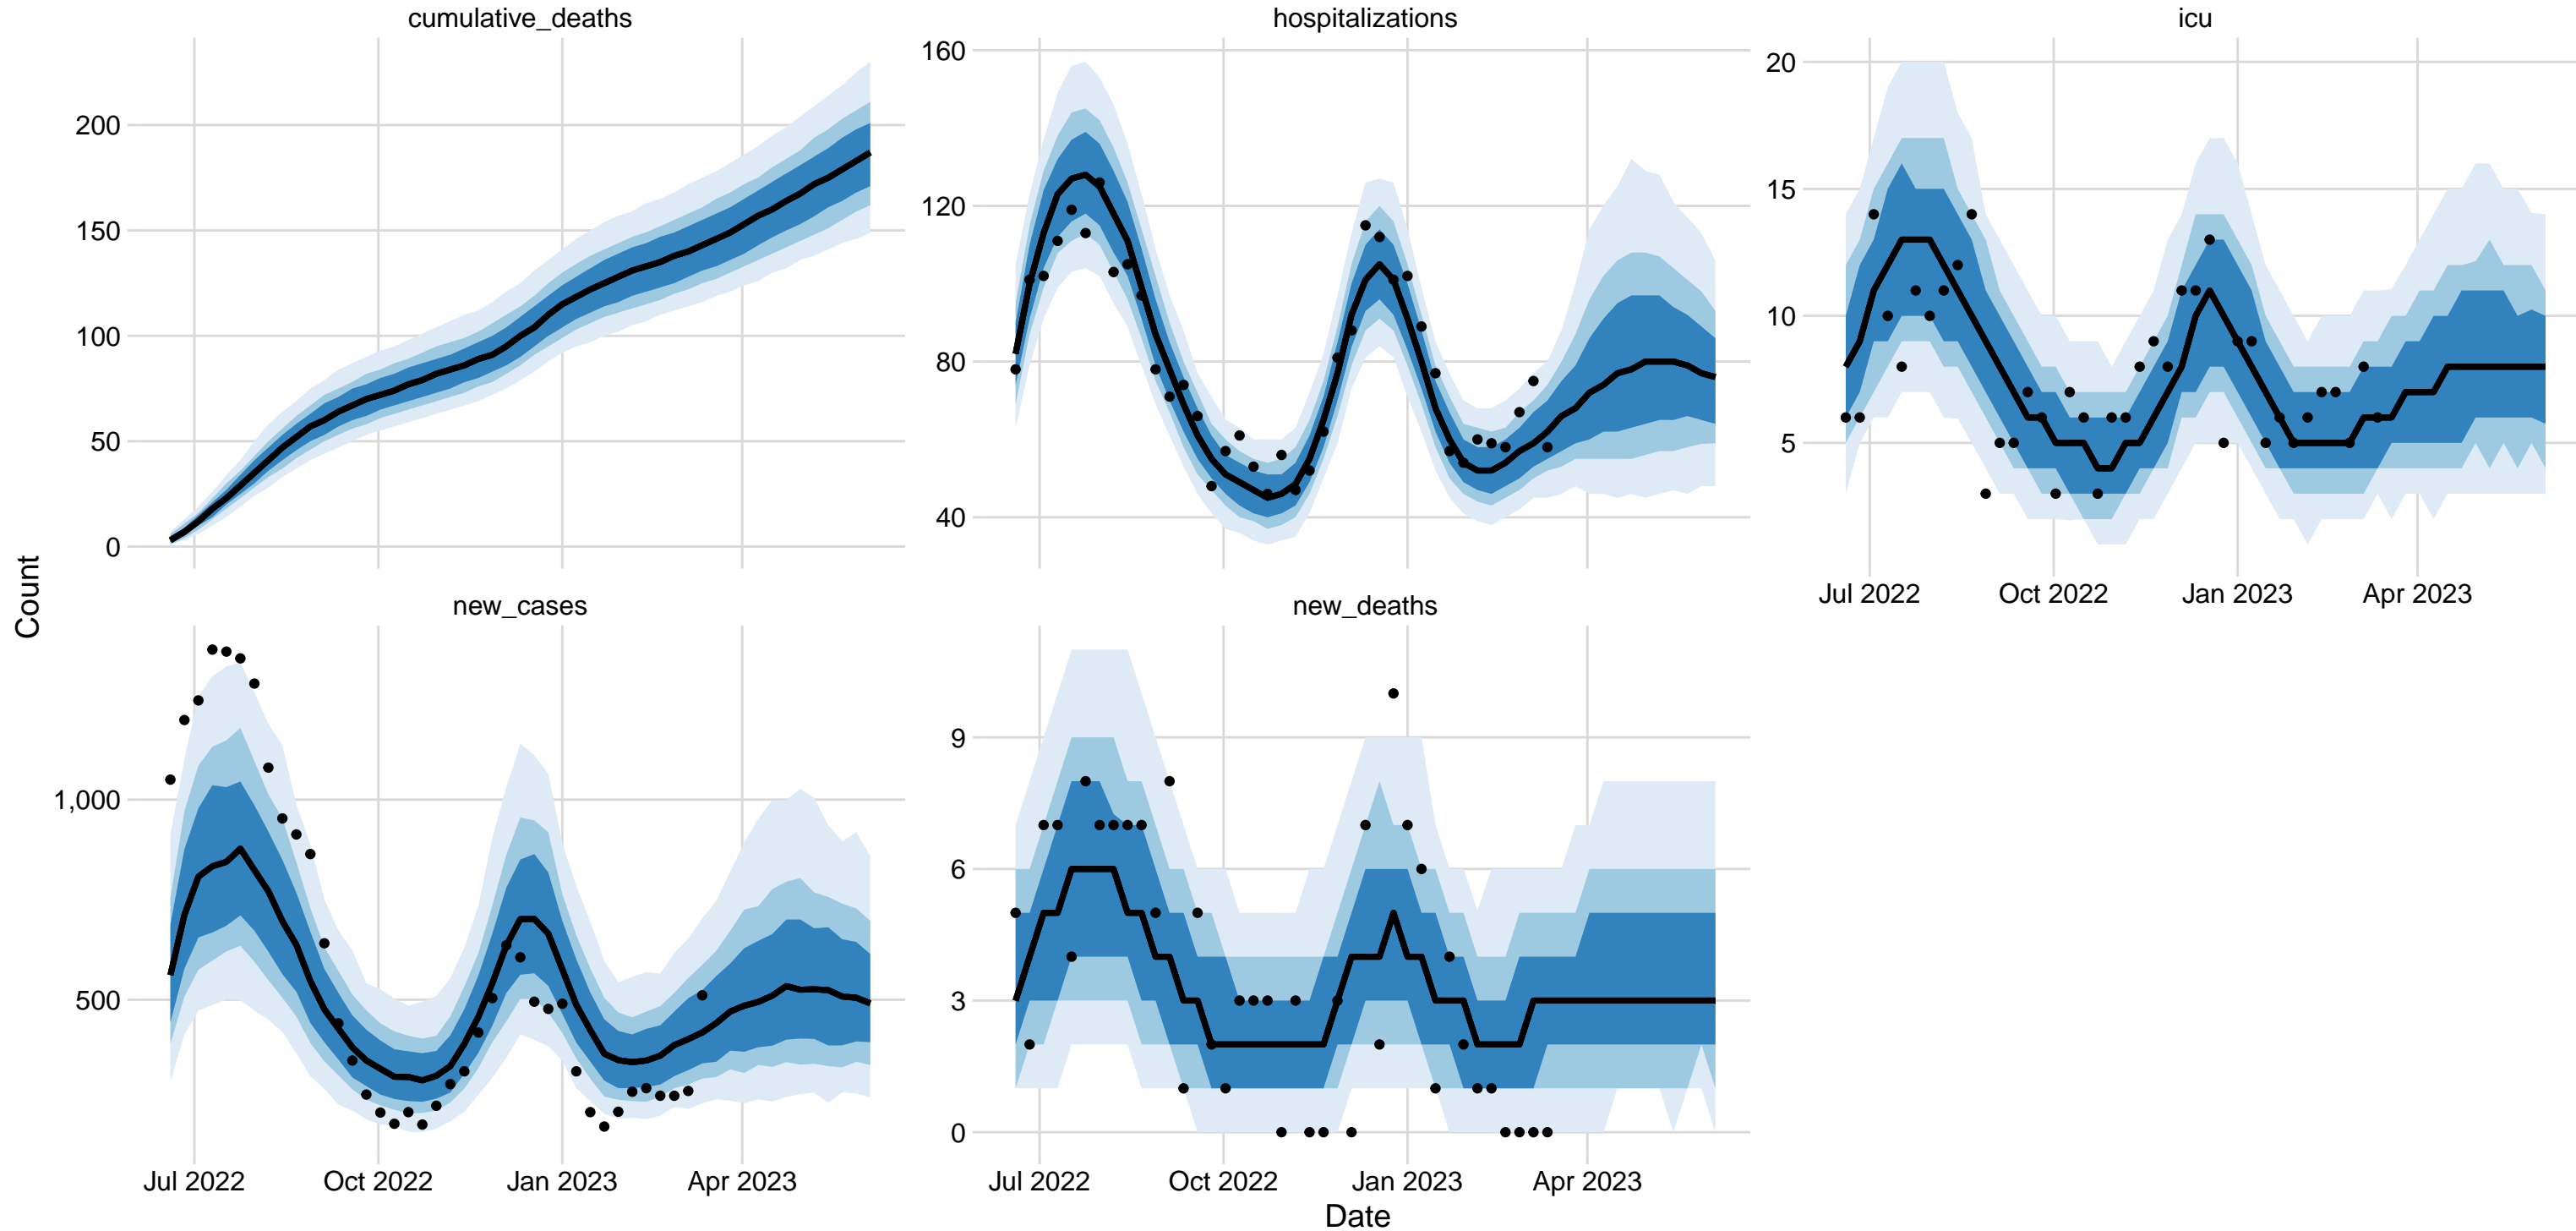 cumulative_deaths
hospitalizations
icu
200
150
100
50
0
160
120
80
40
20
15
10
5
Jul 2022 Oct 2022 Jan 2023 Apr 2023
Count
new_cases
new_deaths
1,000
500
9
6
3
0
Jul 2022 Oct 2022 Jan 2023 Apr 2023
Jul 2022 Oct 2022 Jan 2023 Apr 2023
Date